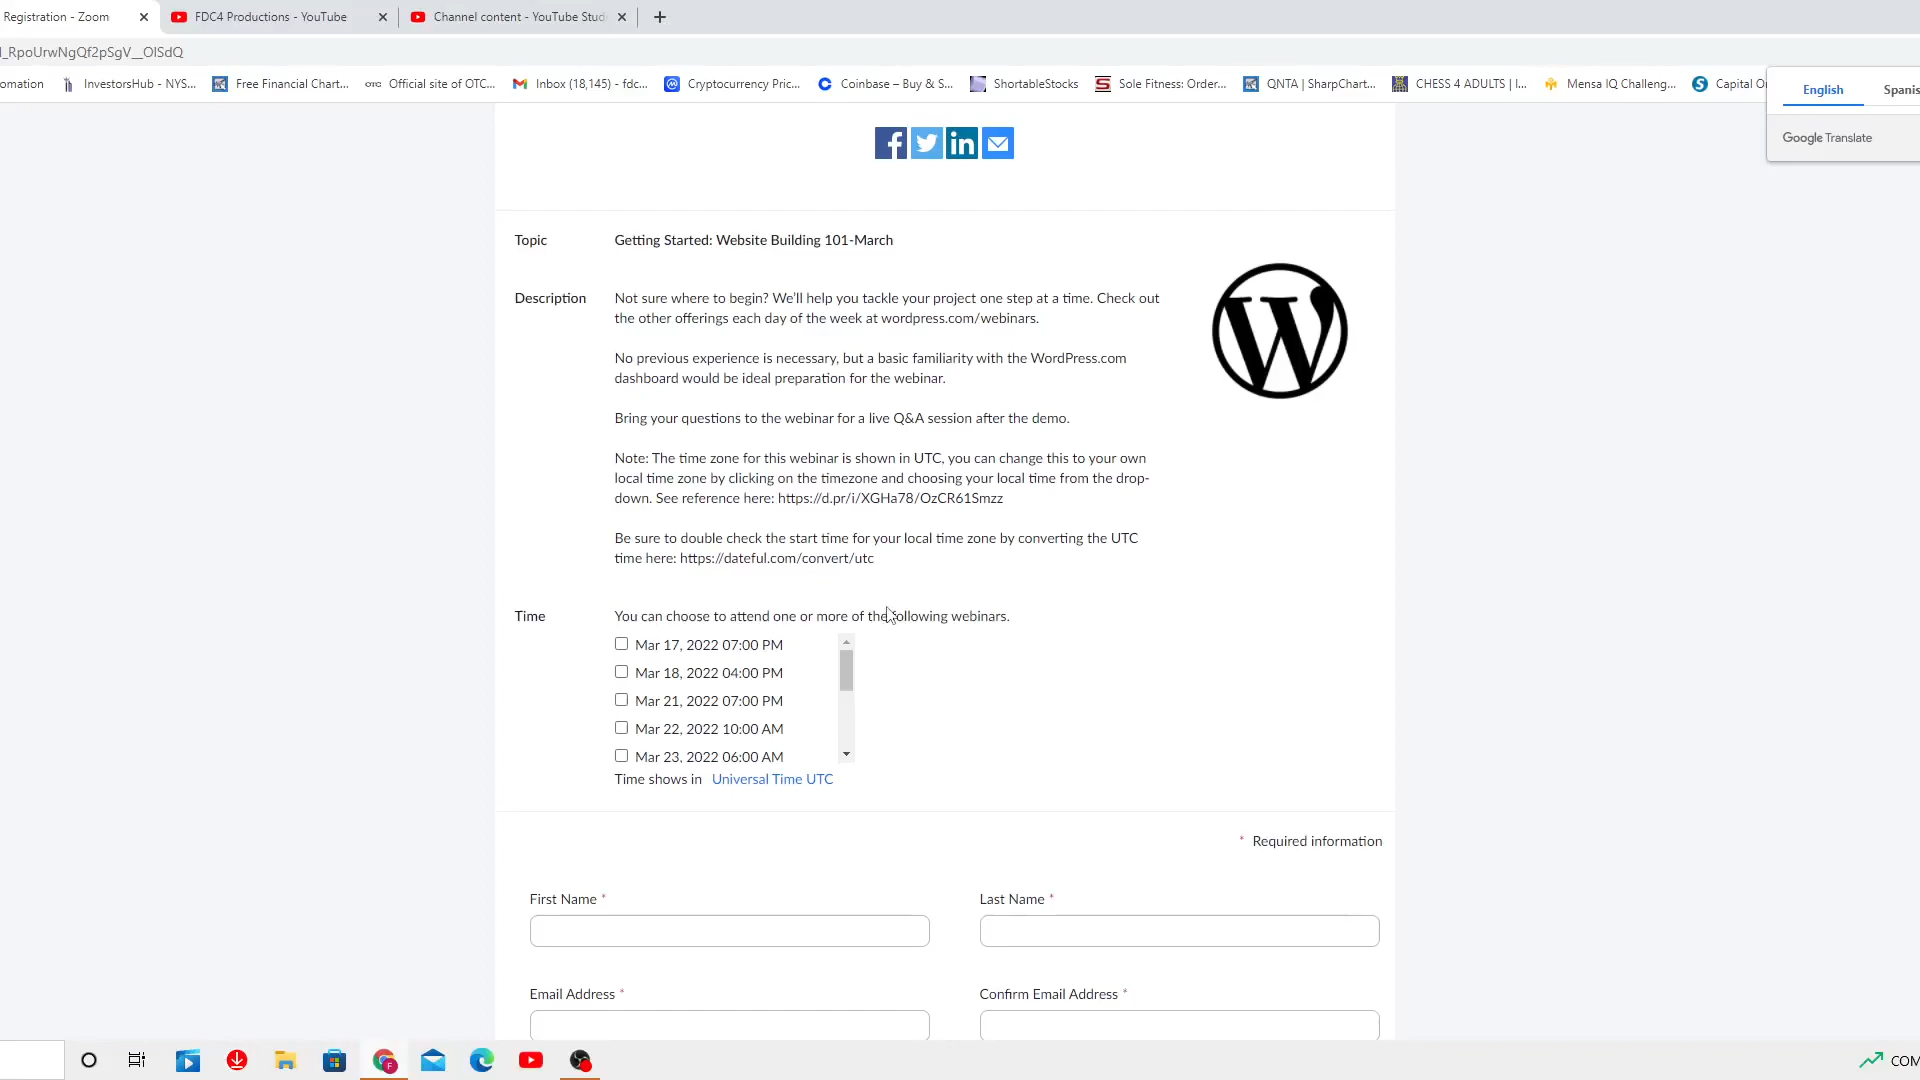 Registration - Zoom
FDC4 Productions - YouTube
Channel content - YouTube Stud
_RpoUrwNgQf2pSgV__OISdQ
omation
InvestorsHub - NYS...
Free Financial Chart...
OTC
Official site of OTC...
Inbox (18,145) - fdc...
Cryptocurrency Pric...
Coinbase – Buy & S...
ShortableStocks
Sole Fitness: Order...
QNTA | SharpChart...
CHESS 4 ADULTS | I...
Mensa IQ Challeng...
Capital O
English
Spanis
Google Translate
Topic
Getting Started: Website Building 101-March
Description
Not sure where to begin? We'll help you tackle your project one step at a time. Check out
the other offerings each day of the week at wordpress.com/webinars.
No previous experience is necessary, but a basic familiarity with the WordPress.com
dashboard would be ideal preparation for the webinar.
Bring your questions to the webinar for a live Q&A session after the demo.
Note: The time zone for this webinar is shown in UTC, you can change this to your own
local time zone by clicking on the timezone and choosing your local time from the drop-
down. See reference here: https://d.pr/i/XGHa78/OzCR61Smzz
Be sure to double check the start time for your local time zone by converting the UTC
time here: https://dateful.com/convert/utc
Time
You can choose to attend one or more of the following webinars.
Mar 17, 2022 07:00 PM
Mar 18, 2022 04:00 PM
Mar 21, 2022 07:00 PM
Mar 22, 2022 10:00 AM
Mar 23, 2022 06:00 AM
Time shows in Universal Time UTC
* Required information
First Name *
Last Name *
Email Address *
Confirm Email Address *
COM